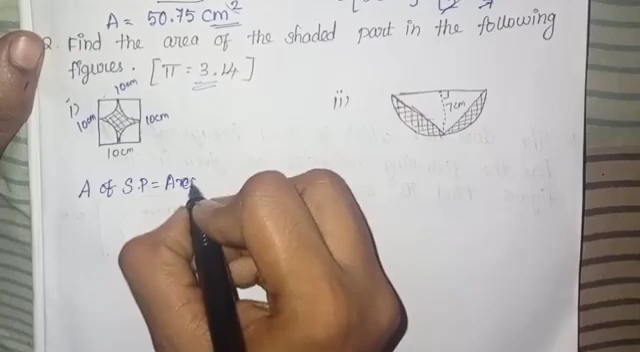 A = 50.75 cm²
2. Find the area of the shaded part in the following
figures. [π = 3.14]
i)
10cm
10cm
10cm
10cm
ii)
7cm
A of S.P = Area